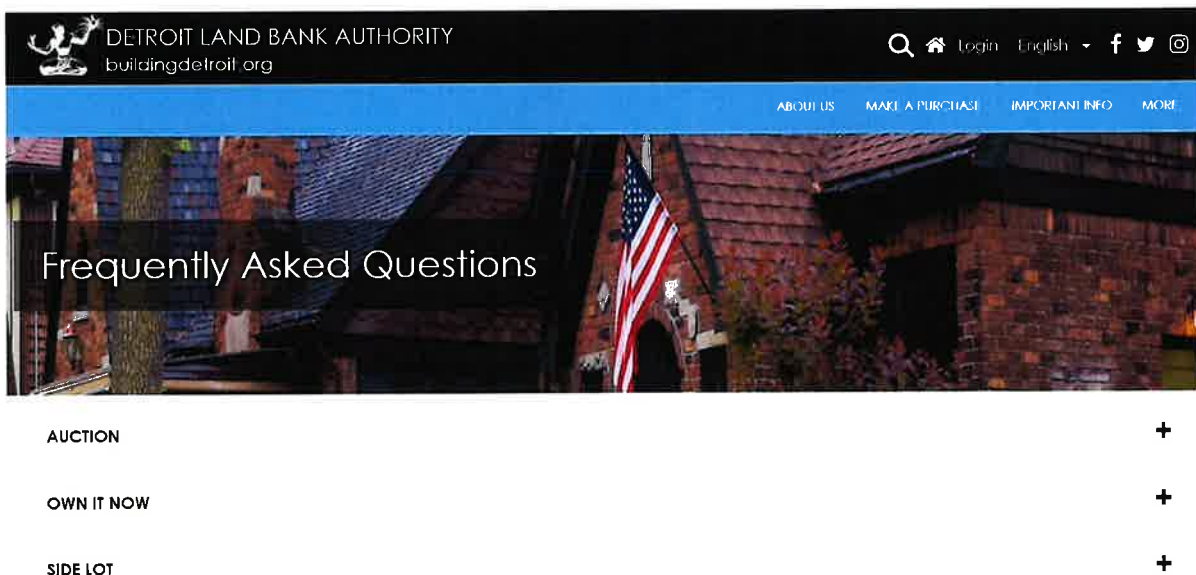 DETROIT LAND BANK AUTHORITY
buildingdetroit.org
Login English
ABOUT US MAKE A PURCHASE IMPORTANT INFO MORE
Frequently Asked Questions
AUCTION
OWN IT NOW
SIDE LOT